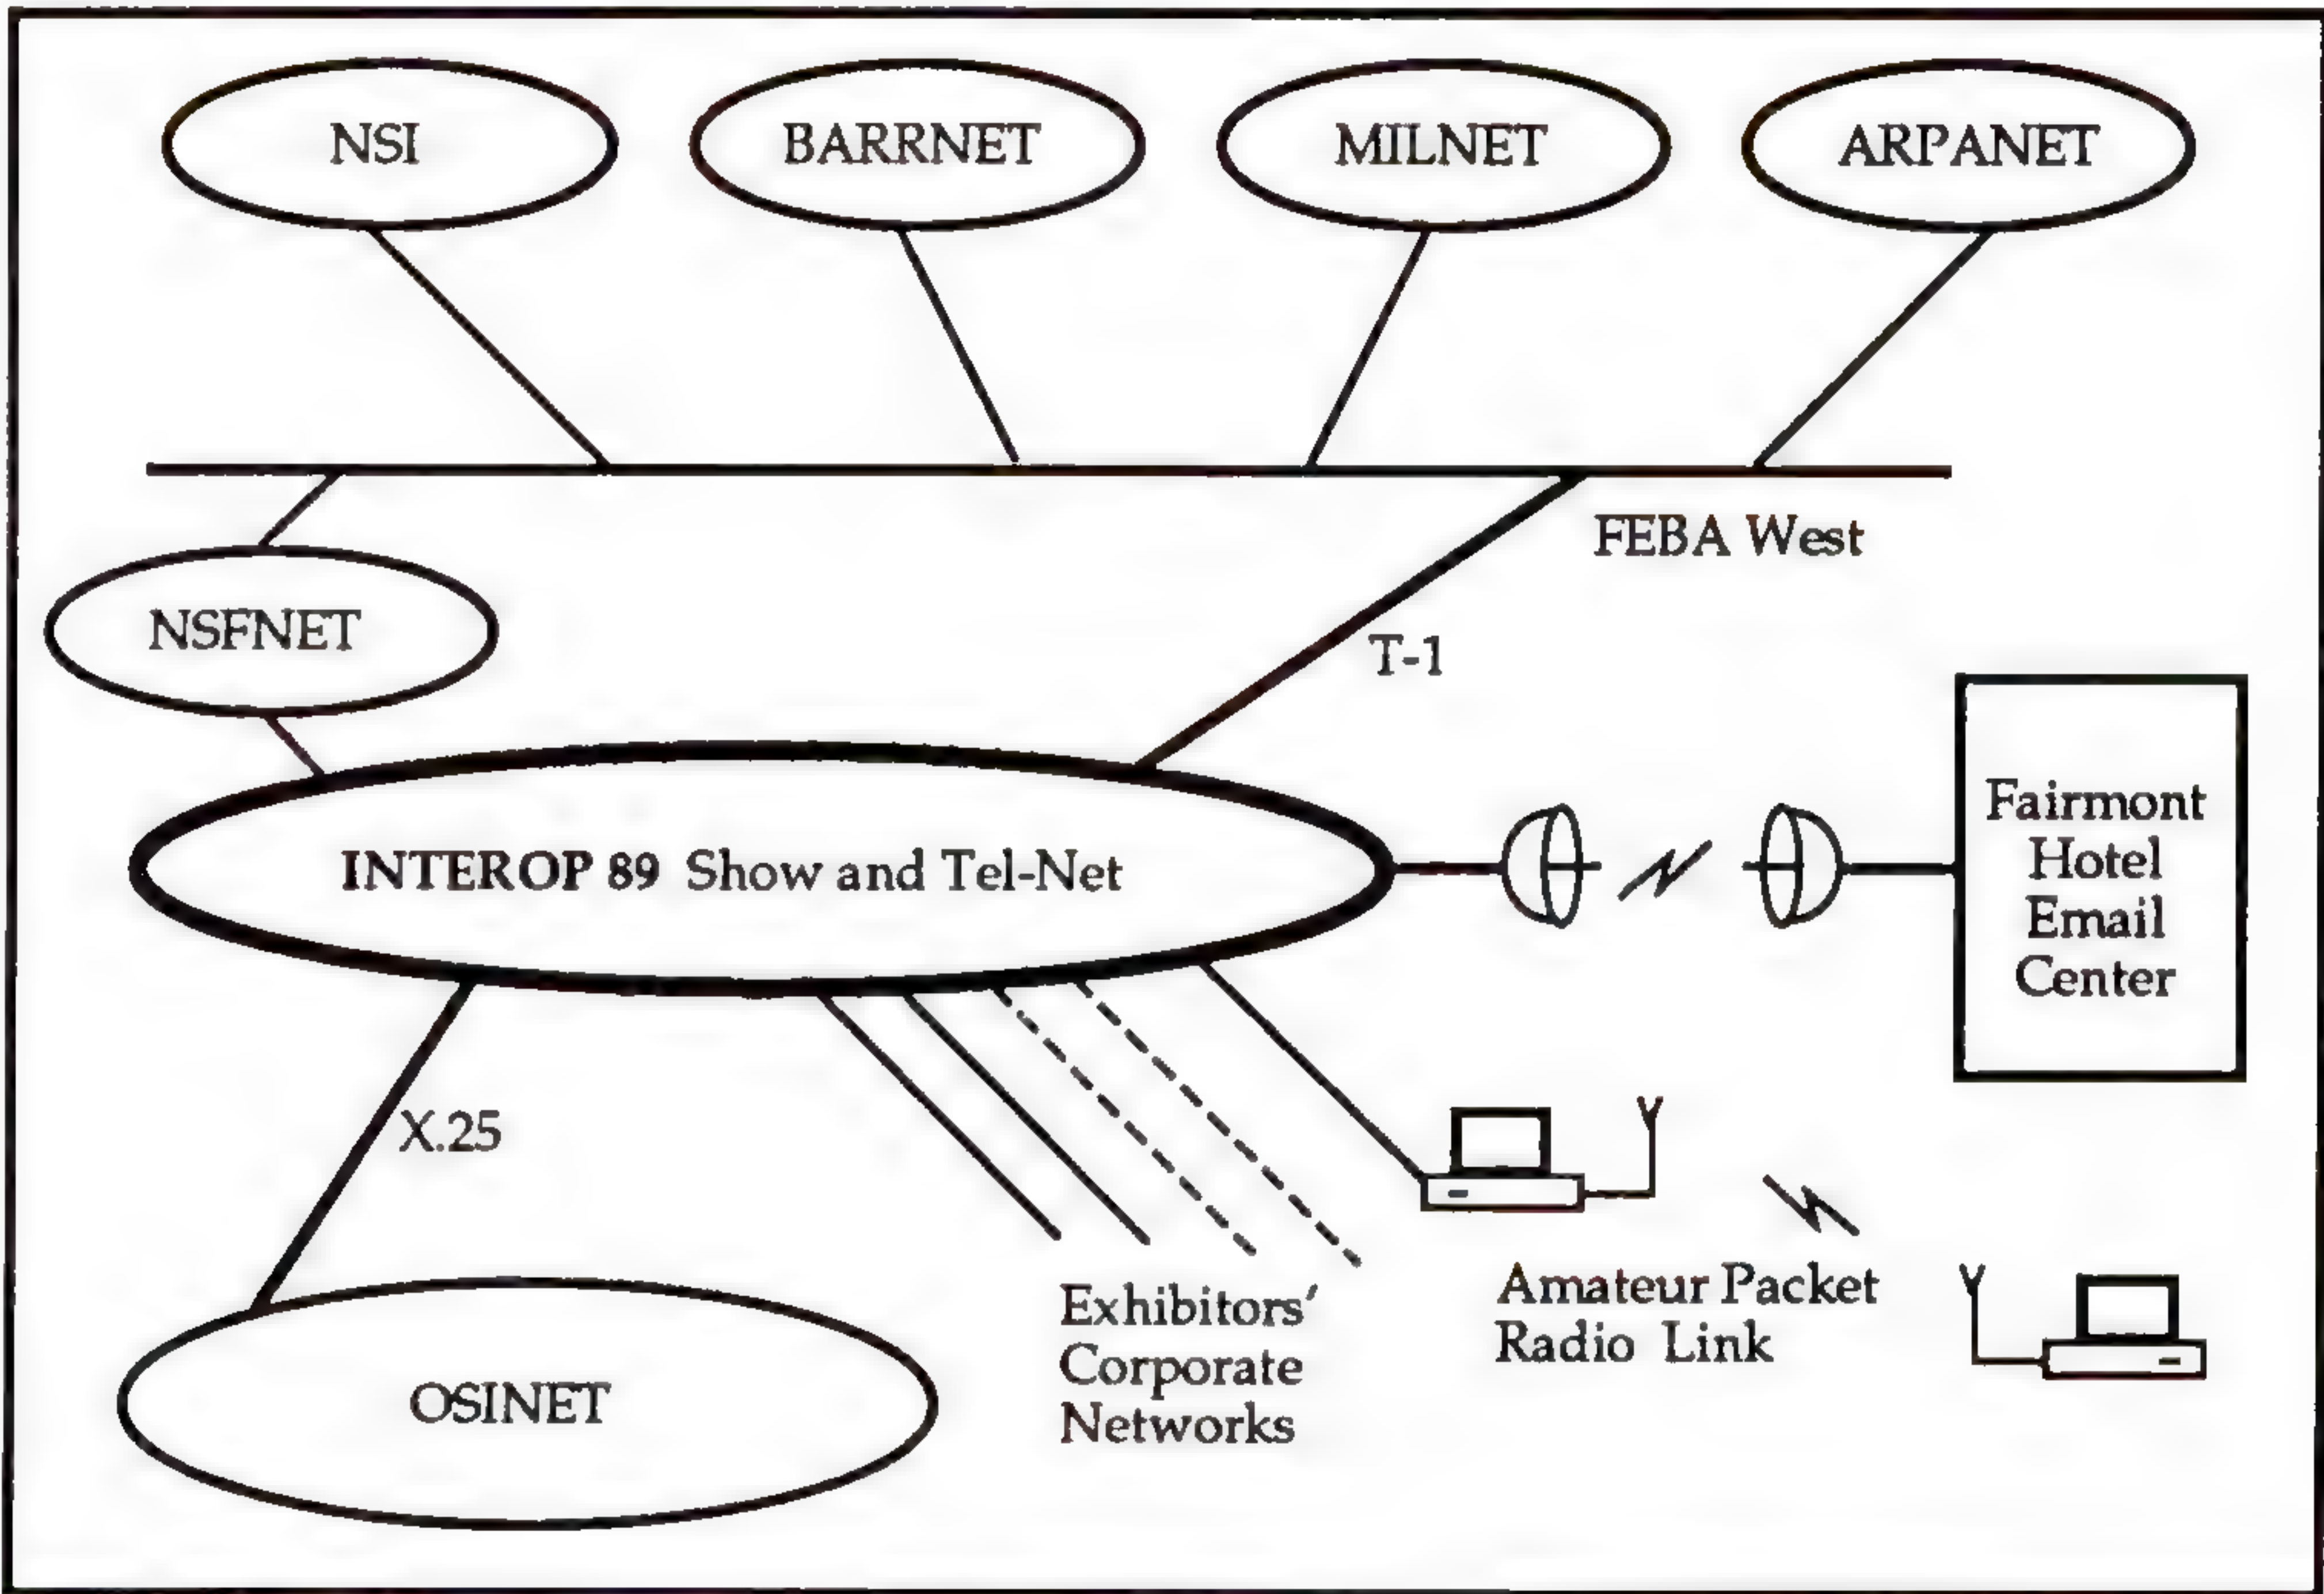 NSI
BARRNET
MILNET
ARPANET
FEBA West
NSFNET
T-1
Fairmont
Hotel
Email
Center
INTEROP 89 Show and Tel-Net
X.25
Exhibitors'
Corporate
Networks
Amateur Packet
Radio Link
OSINET